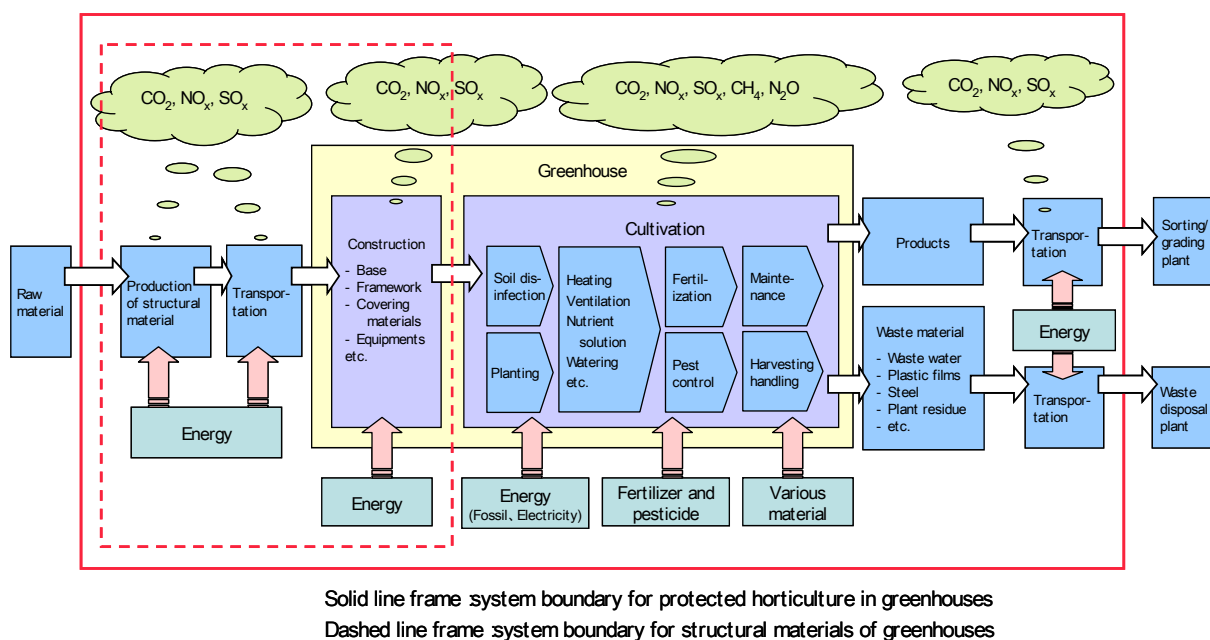 CO₂, NOₓ, SOₓ
CO₂, NOₓ, SOₓ
CO₂, NOₓ, SOₓ, CH₄, N₂O
CO₂, NOₓ, SOₓ
Greenhouse
Raw
material
Production
of structural
material
Transpor-
tation
Energy
Construction
- Base
- Framework
- Covering
materials
- Equipments
etc.
Energy
Cultivation
Soil dis-
infection
Planting
Heating
Ventilation
Nutrient
solution
Watering
etc.
Fertil-
ization
Pest
control
Mainte-
nance
Harvesting
handling
Energy
(Fossil、Electricity)
Fertilizer and
pesticide
Various
material
Products
Transpor-
tation
Sorting/
grading
plant
Energy
Waste material
- Waste water
- Plastic films
- Steel
- Plant residue
- etc.
Transpor-
tation
Waste
disposal
plant
Solid line frame :system boundary for protected horticulture in greenhouses
Dashed line frame :system boundary for structural materials of greenhouses